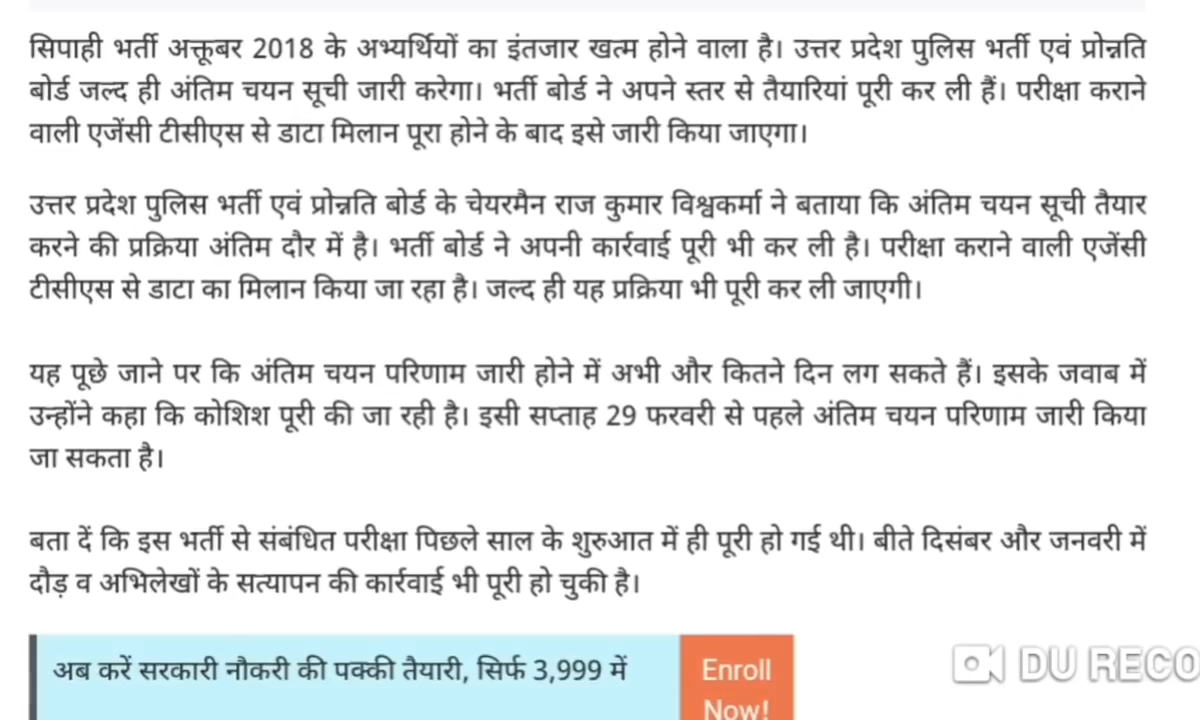 सिपाही भर्ती अक्तूबर 2018 के अभ्यर्थियों का इंतजार खत्म होने वाला है। उत्तर प्रदेश पुलिस भर्ती एवं प्रोन्नति
बोर्ड जल्द ही अंतिम चयन सूची जारी करेगा। भर्ती बोर्ड ने अपने स्तर से तैयारियां पूरी कर ली हैं। परीक्षा कराने
वाली एजेंसी टीसीएस से डाटा मिलान पूरा होने के बाद इसे जारी किया जाएगा।
उत्तर प्रदेश पुलिस भर्ती एवं प्रोन्नति बोर्ड के चेयरमैन राज कुमार विश्वकर्मा ने बताया कि अंतिम चयन सूची तैयार
करने की प्रक्रिया अंतिम दौर में है। भर्ती बोर्ड ने अपनी कार्रवाई पूरी भी कर ली है। परीक्षा कराने वाली एजेंसी
टीसीएस से डाटा का मिलान किया जा रहा है। जल्द ही यह प्रक्रिया भी पूरी कर ली जाएगी।
यह पूछे जाने पर कि अंतिम चयन परिणाम जारी होने में अभी और कितने दिन लग सकते हैं। इसके जवाब में
उन्होंने कहा कि कोशिश पूरी की जा रही है। इसी सप्ताह 29 फरवरी से पहले अंतिम चयन परिणाम जारी किया
जा सकता है।
बता दें कि इस भर्ती से संबंधित परीक्षा पिछले साल के शुरुआत में ही पूरी हो गई थी। बीते दिसंबर और जनवरी में
दौड़ व अभिलेखों के सत्यापन की कार्रवाई भी पूरी हो चुकी है।
अब करें सरकारी नौकरी की पक्की तैयारी, सिर्फ 3,999 में
Enroll
Now!
DU RECO